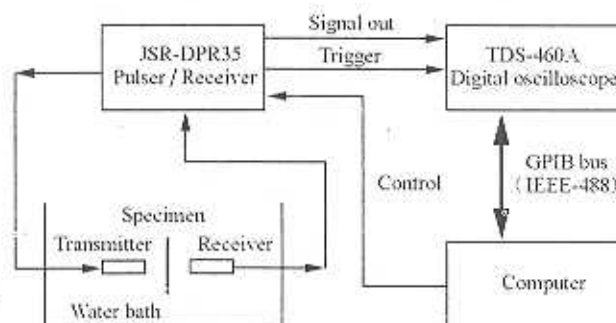 Signal out
JSR-DPR35
Pulser / Receiver
Trigger
TDS-460A
Digital oscilloscope
GPIB bus
(IEEE-488)
Control
Specimen
Transmitter
Receiver
Water bath
Computer